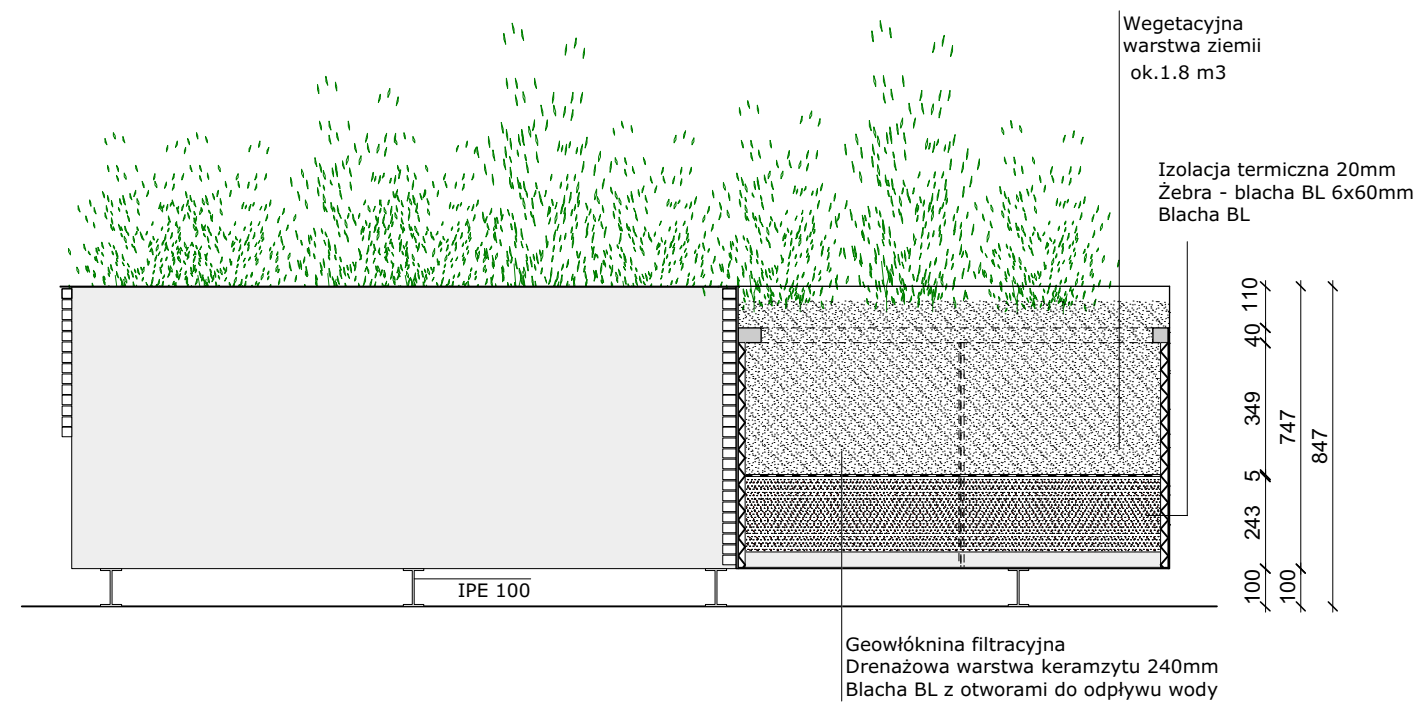 Wegetacyjna
warstwa ziemii
ok.1.8 m3
Izolacja termiczna 20mm
Żebra - blacha BL 6x60mm
Blacha BL
110
40
349
5
243
100
747
100
847
IPE 100
Geowłóknina filtracyjna
Drenażowa warstwa keramzytu 240mm
Blacha BL z otworami do odpływu wody